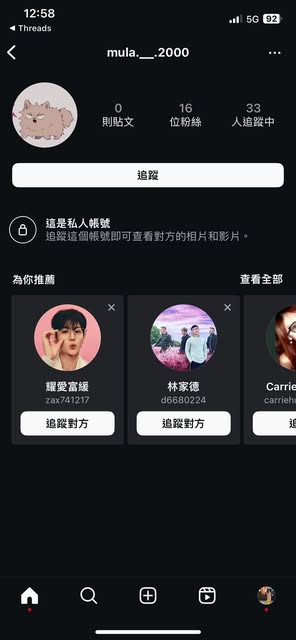 12:58
5G 92
◀ Threads
mula.__.2000
0 16 33
則貼文 位粉絲 人追蹤中
追蹤
這是私人帳號
追蹤這個帳號即可查看對方的相片和影片。
為你推薦 查看全部
耀愛富緩 林家德 Carrie
zax741217 d6680224 carrieh
追蹤對方 追蹤對方